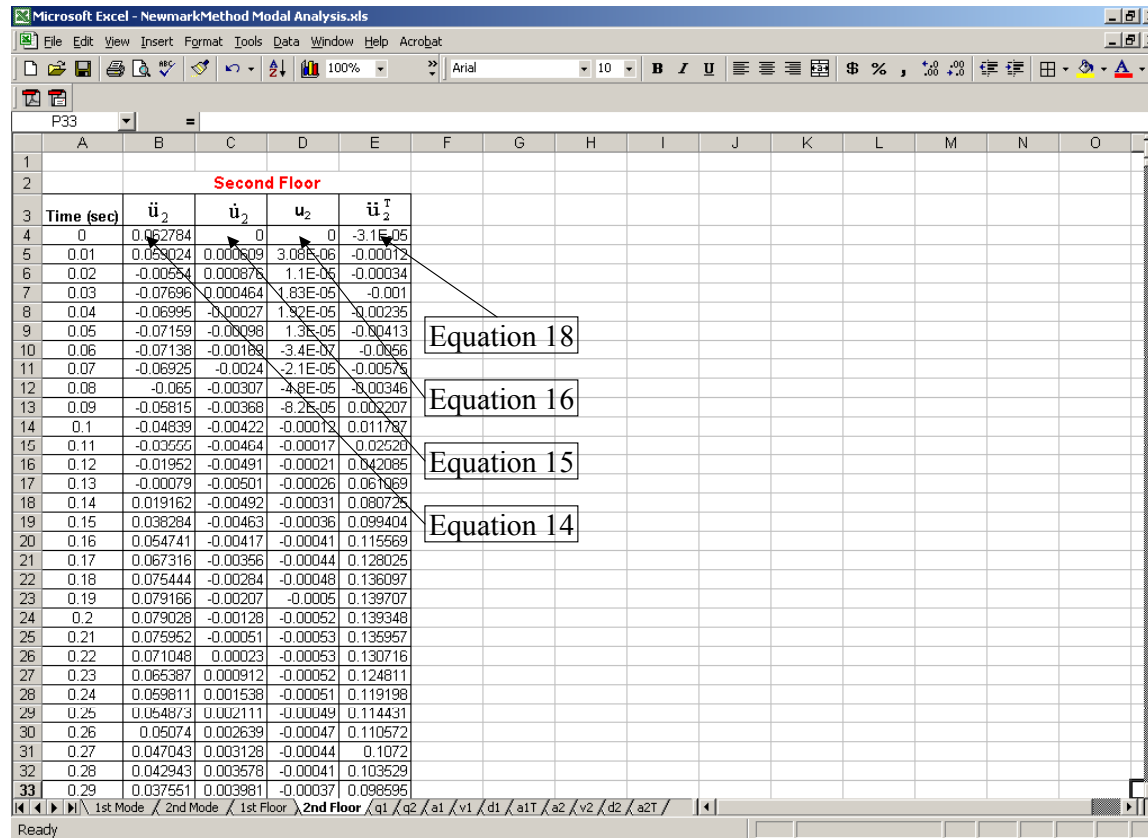 Microsoft Excel - NewmarkMethod Modal Analysis.xls
File Edit View Insert Format Tools Data Window Help Acrobat
100% » Arial 10 B I U $ % ,
P33 =
A B C D E F G H I J K L M N O
1
2 Second Floor
3 Time (sec) ü₂ u̇₂ u₂ ü₂ᵀ
4 0 0.062784 0 0 -3.1E-05
5 0.01 0.059024 0.000609 3.08E-06 -0.00012
6 0.02 -0.00554 0.000876 1.1E-05 -0.00034
7 0.03 -0.07696 0.000464 1.83E-05 -0.001
8 0.04 -0.06995 -0.00027 1.92E-05 -0.00235
9 0.05 -0.07159 -0.00098 1.3E-05 -0.00413
10 0.06 -0.07138 -0.00169 -3.4E-07 -0.0056
11 0.07 -0.06925 -0.0024 -2.1E-05 -0.00575
12 0.08 -0.065 -0.00307 -4.8E-05 -0.00346
13 0.09 -0.05815 -0.00368 -8.2E-05 0.002207
14 0.1 -0.04839 -0.00422 -0.00012 0.011787
15 0.11 -0.03555 -0.00464 -0.00017 0.02520
16 0.12 -0.01952 -0.00491 -0.00021 0.042085
17 0.13 -0.00079 -0.00501 -0.00026 0.061069
18 0.14 0.019162 -0.00492 -0.00031 0.080725
19 0.15 0.038284 -0.00463 -0.00036 0.099404
20 0.16 0.054741 -0.00417 -0.00041 0.115569
21 0.17 0.067316 -0.00356 -0.00044 0.128025
22 0.18 0.075444 -0.00284 -0.00048 0.136097
23 0.19 0.079166 -0.00207 -0.0005 0.139707
24 0.2 0.079028 -0.00128 -0.00052 0.139348
25 0.21 0.075952 -0.00051 -0.00053 0.135957
26 0.22 0.071048 0.00023 -0.00053 0.130716
27 0.23 0.065387 0.000912 -0.00052 0.124811
28 0.24 0.059811 0.001538 -0.00051 0.119198
29 0.25 0.054873 0.002111 -0.00049 0.114431
30 0.26 0.05074 0.002639 -0.00047 0.110572
31 0.27 0.047043 0.003128 -0.00044 0.1072
32 0.28 0.042943 0.003578 -0.00041 0.103529
33 0.29 0.037551 0.003981 -0.00037 0.098595
Equation 18
Equation 16
Equation 15
Equation 14
1st Mode / 2nd Mode / 1st Floor \ 2nd Floor / q1 / q2 / a1 / v1 / d1 / a1T / a2 / v2 / d2 / a2T /
Ready